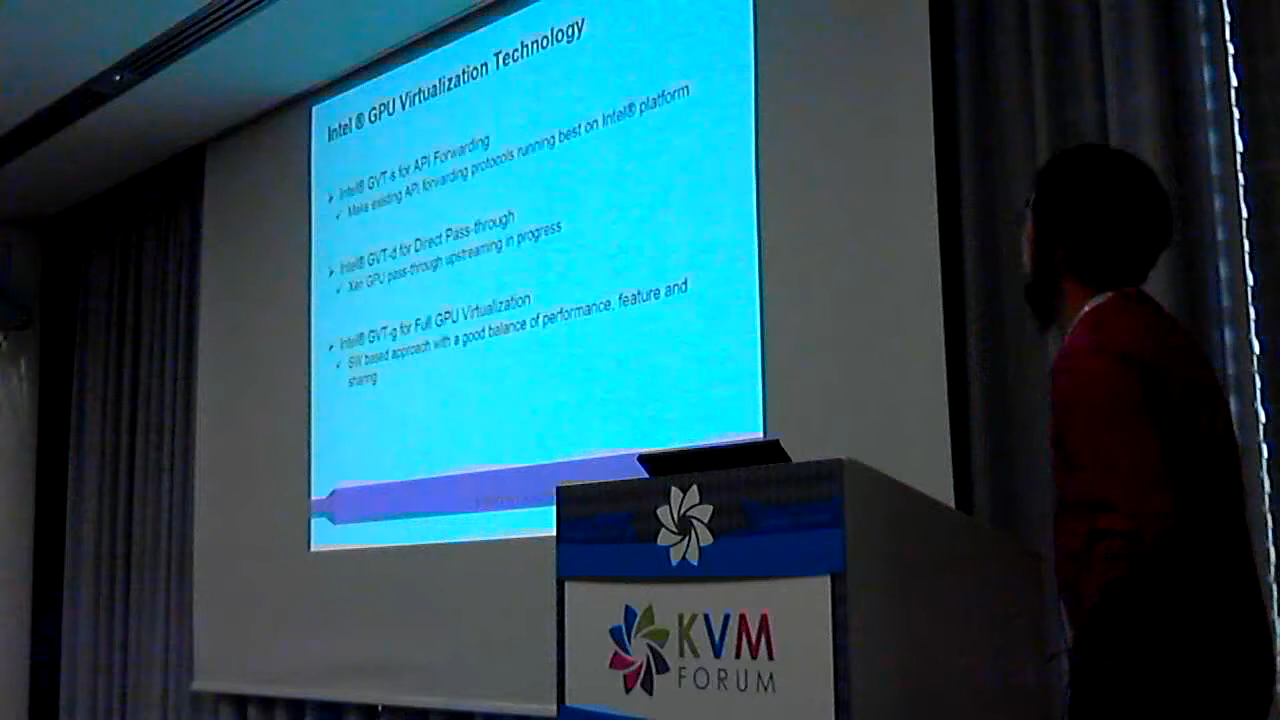 Intel ® GPU Virtualization Technology
Intel® GVT-s for API Forwarding
Make existing API forwarding protocols running best on Intel® platform
Intel® GVT-d for Direct Pass-through
Xen GPU pass-through upstreaming in progress
Intel® GVT-g for Full GPU Virtualization
SW based approach with a good balance of performance, feature and
sharing
KVM
FORUM